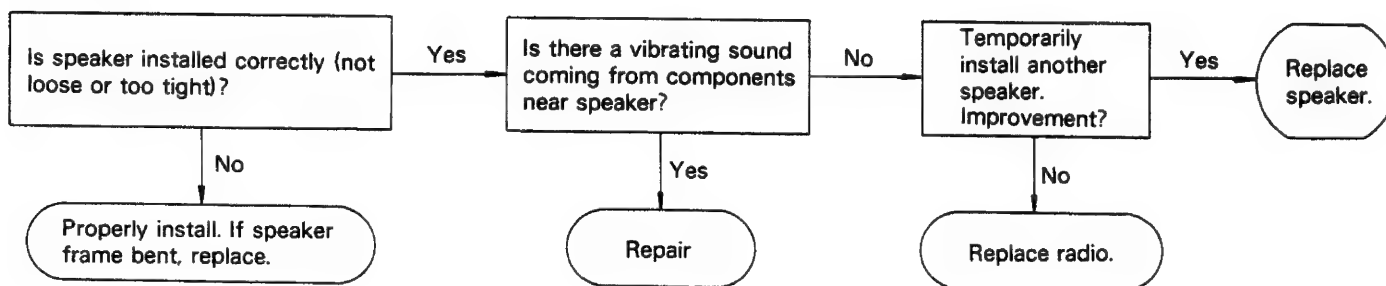 Is speaker installed correctly (not
loose or too tight)?
Yes
No
Properly install. If speaker
frame bent, replace.
Is there a vibrating sound
coming from components
near speaker?
No
Yes
Repair
Temporarily
install another
speaker.
Improvement?
Yes
No
Replace radio.
Replace
speaker.